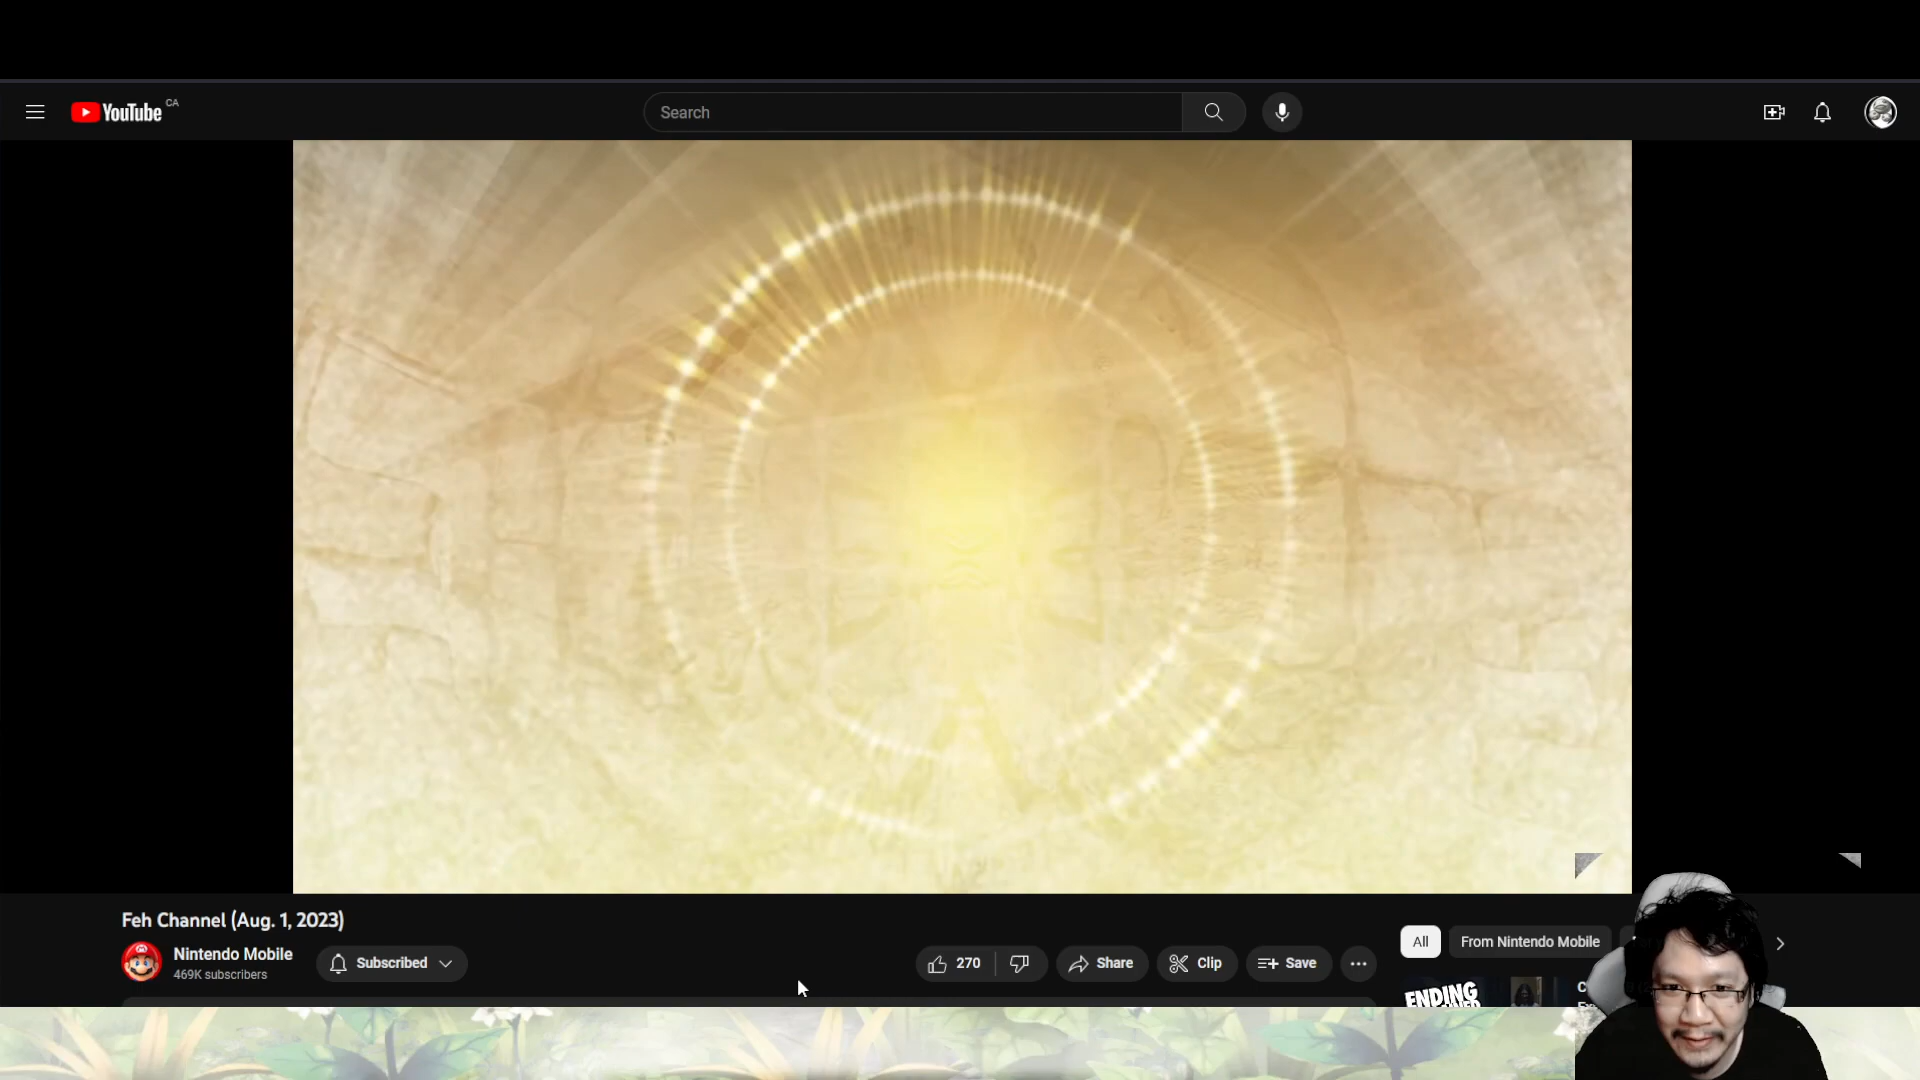 YouTube CA
Search
Feh Channel (Aug. 1, 2023)
Nintendo Mobile
469K subscribers
Subscribed
270
Share
Clip
Save
All
From Nintendo Mobile
ENDING